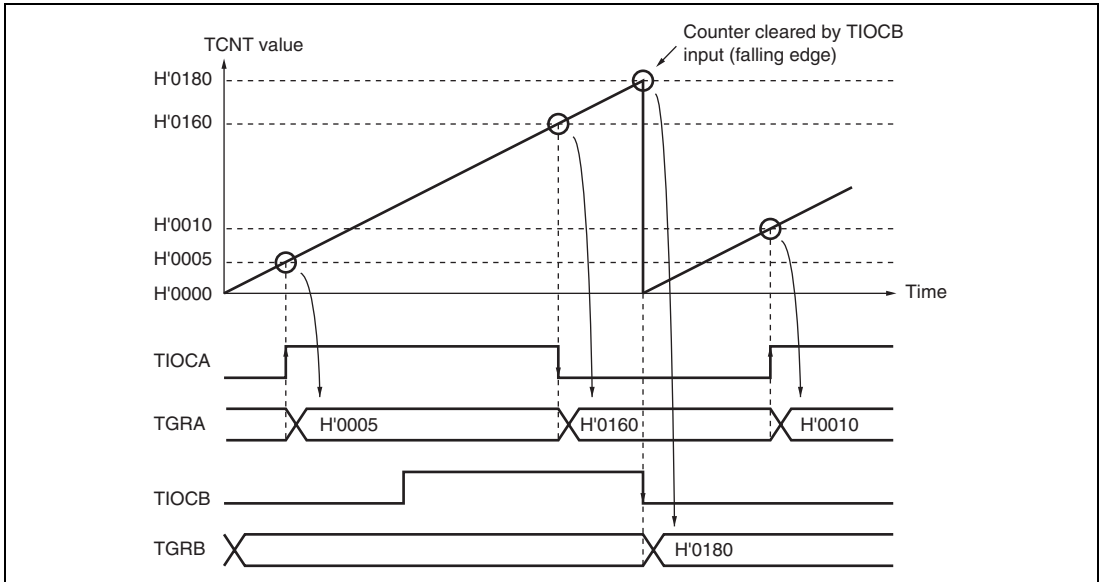 Counter cleared by TIOCB
input (falling edge)
TCNT value
H'0180
H'0160
H'0010
H'0005
H'0000
Time
TIOCA
TGRA
H'0005
H'0160
H'0010
TIOCB
TGRB
H'0180